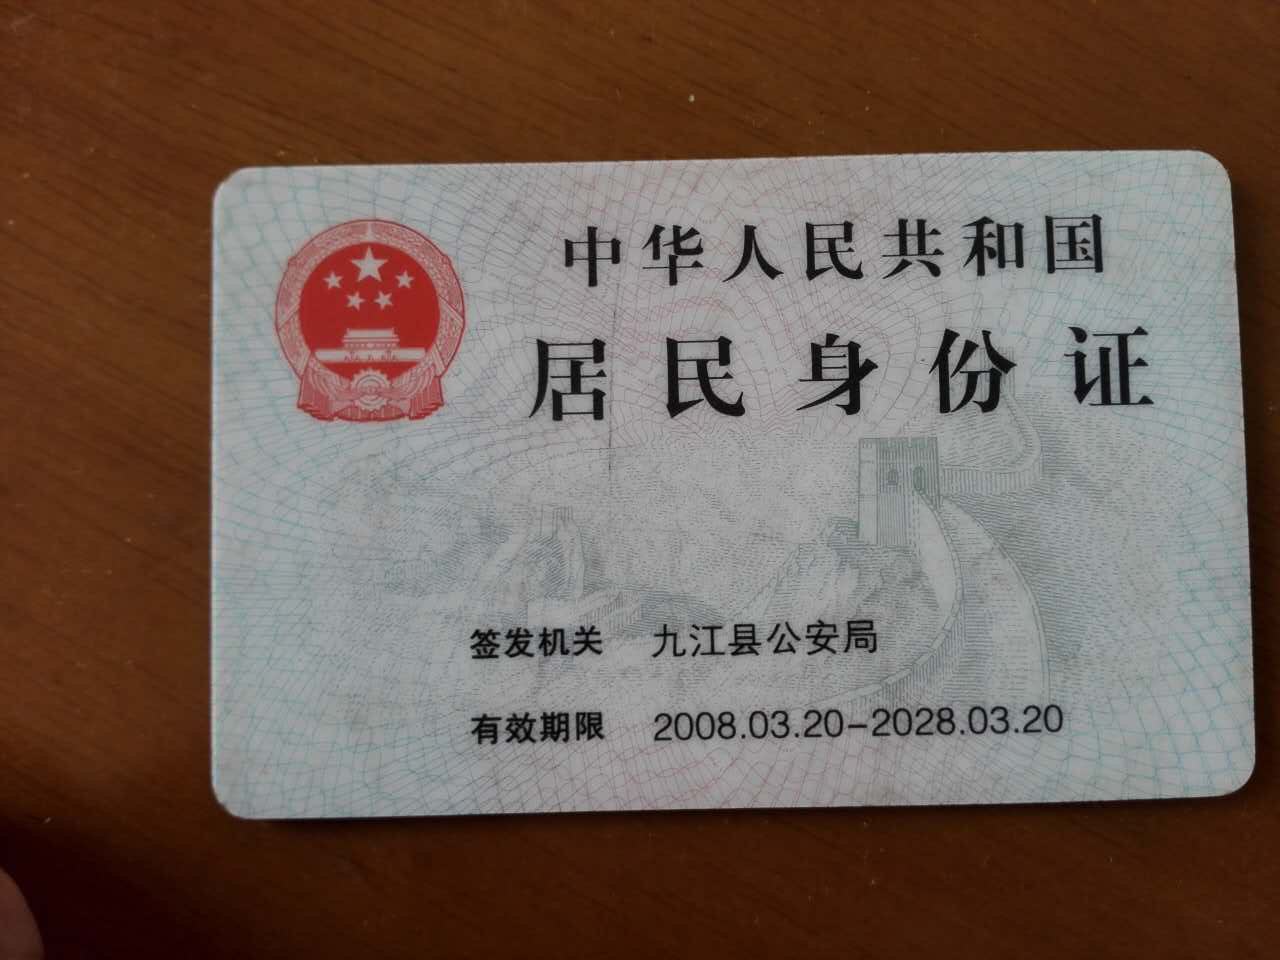 中华人民共和国
居民身份证
签发机关 九江县公安局
有效期限 2008.03.20-2028.03.20